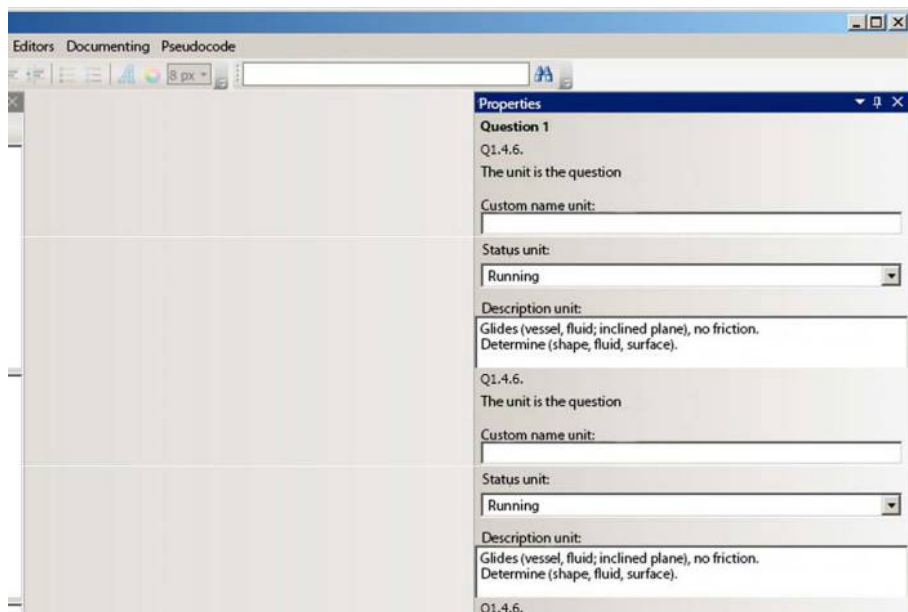 Editors Documenting Pseudocode
8 px
Properties
Question 1
Q1.4.6.
The unit is the question
Custom name unit:
Status unit:
Running
Description unit:
Glides (vessel, fluid; inclined plane), no friction.
Determine (shape, fluid, surface).
Q1.4.6.
The unit is the question
Custom name unit:
Status unit:
Running
Description unit:
Glides (vessel, fluid; inclined plane), no friction.
Determine (shape, fluid, surface).
Q1.4.6.